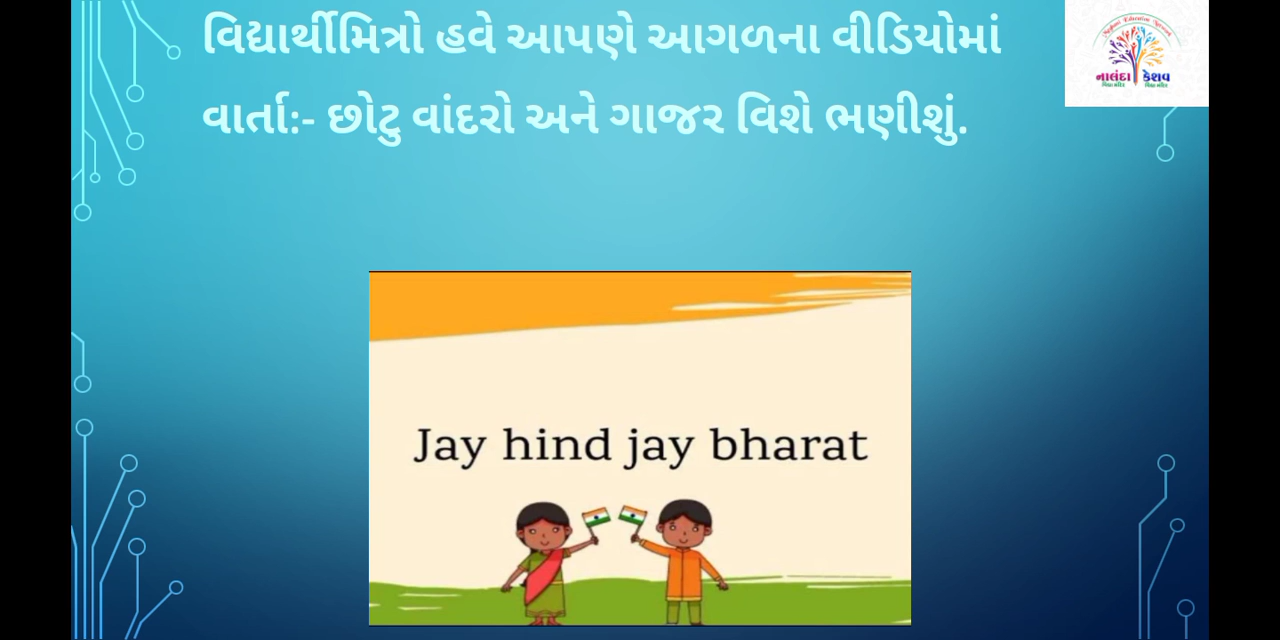 વિદ્યાર્થીમિત્રો હવે આપણે આગળના વીડિયોમાં
વાર્તા:- છોટુ વાંદરો અને ગાજર વિશે ભણીશું.
નાલંદા કેશવ
વિદ્યા મંદિર વિદ્યા મંદિર
Jay hind jay bharat